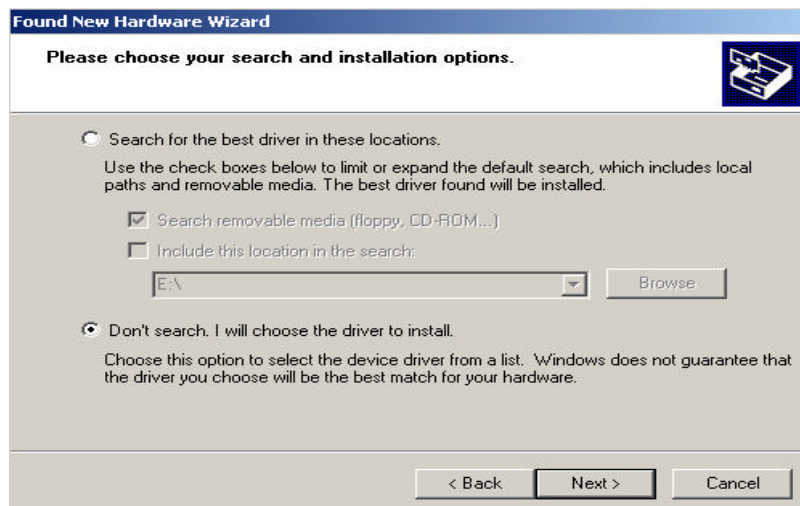 Found New Hardware Wizard
Please choose your search and installation options.
Search for the best driver in these locations.
Use the check boxes below to limit or expand the default search, which includes local
paths and removable media. The best driver found will be installed.
Search removable media (floppy, CD-ROM...)
Include this location in the search:
E:\
Browse
Don't search. I will choose the driver to install.
Choose this option to select the device driver from a list. Windows does not guarantee that
the driver you choose will be the best match for your hardware.
< Back
Next >
Cancel